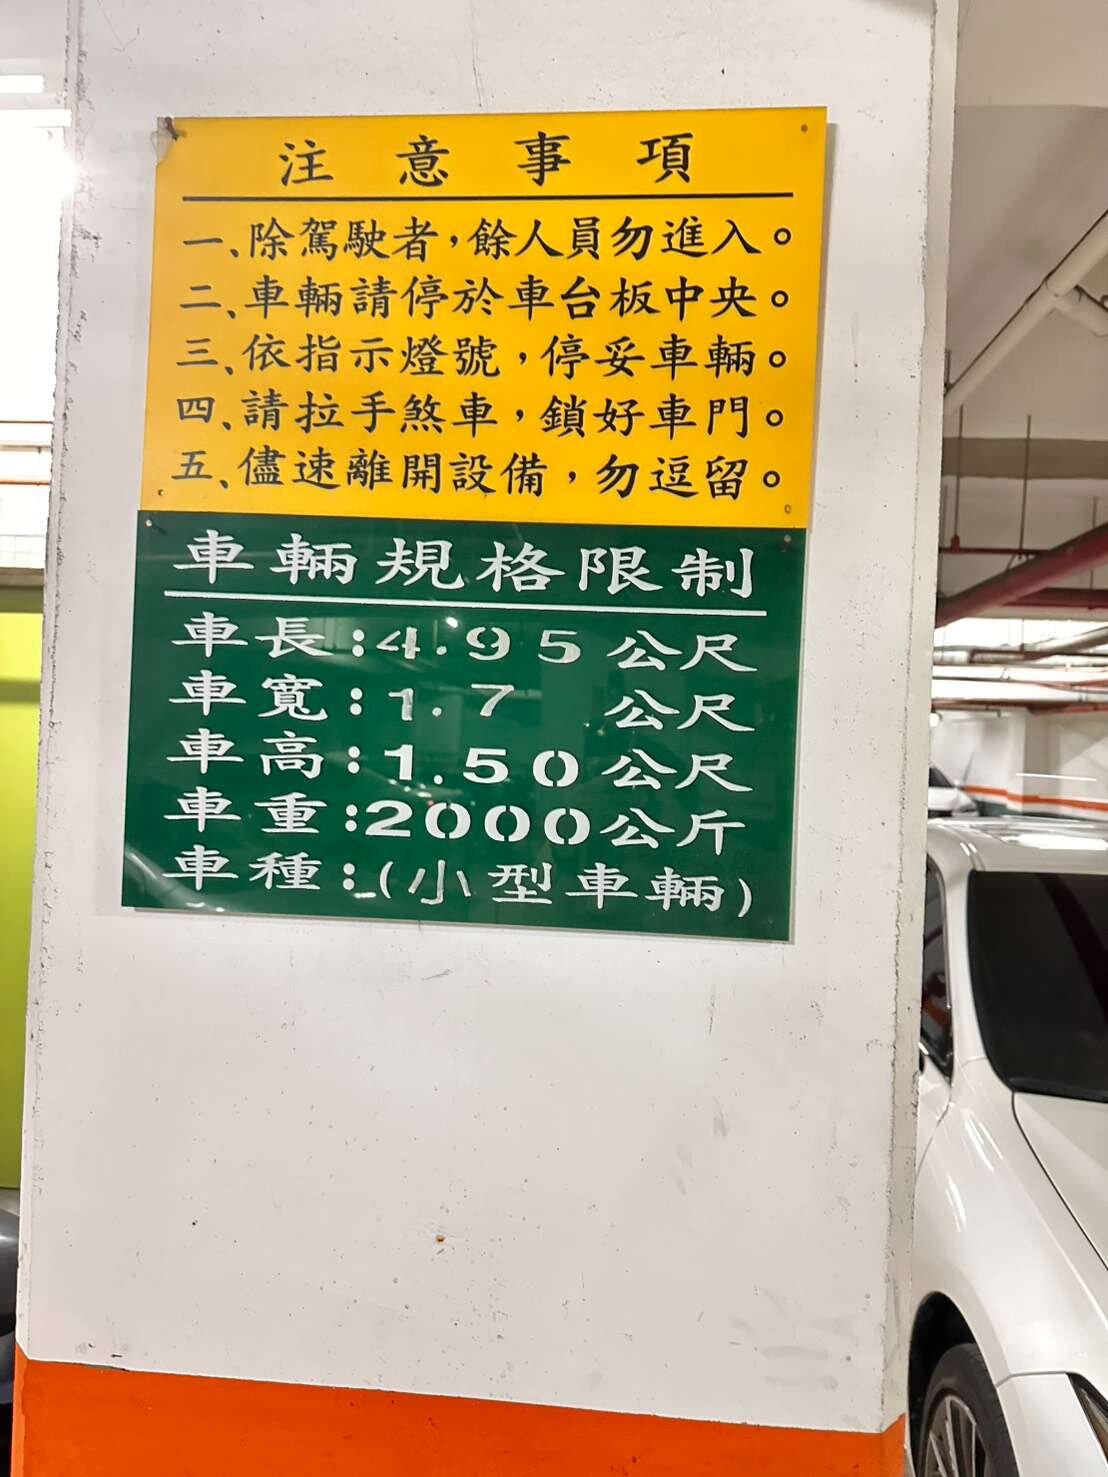 注意事項
一、除駕駛者，餘人員勿進入。
二、車輛請停於車台板中央。
三、依指示燈號，停妥車輛。
四、請拉手煞車，鎖好車門。
五、儘速離開設備，勿逗留。
車輛規格限制
車長：4.95公尺
車寬：1.7 公尺
車高：1.50公尺
車重：2000公斤
車種：(小型車輛)